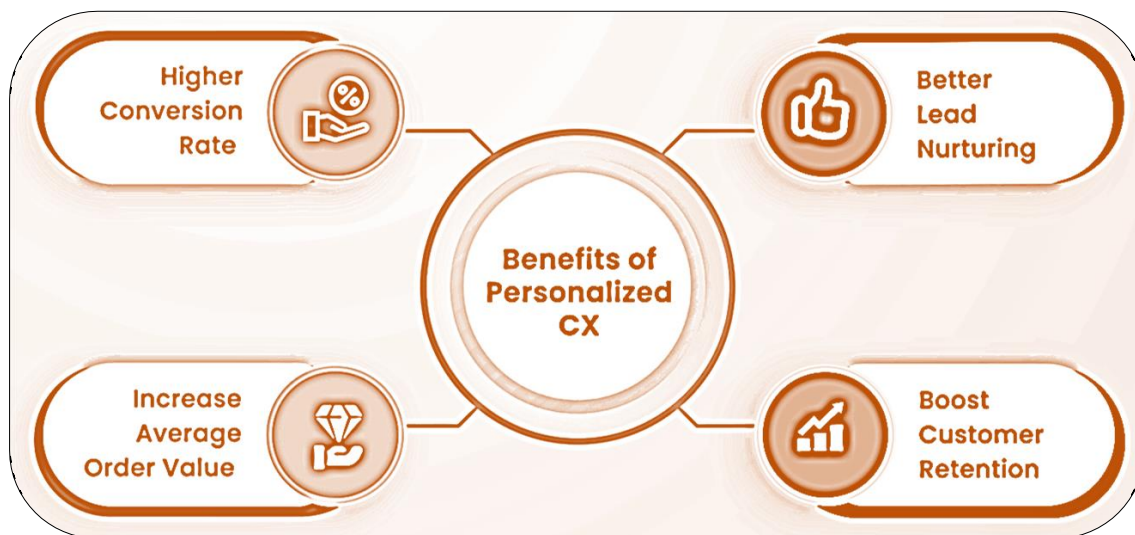 Higher
Conversion
Rate
Better
Lead
Nurturing
Benefits of
Personalized
CX
Increase
Average
Order Value
Boost
Customer
Retention